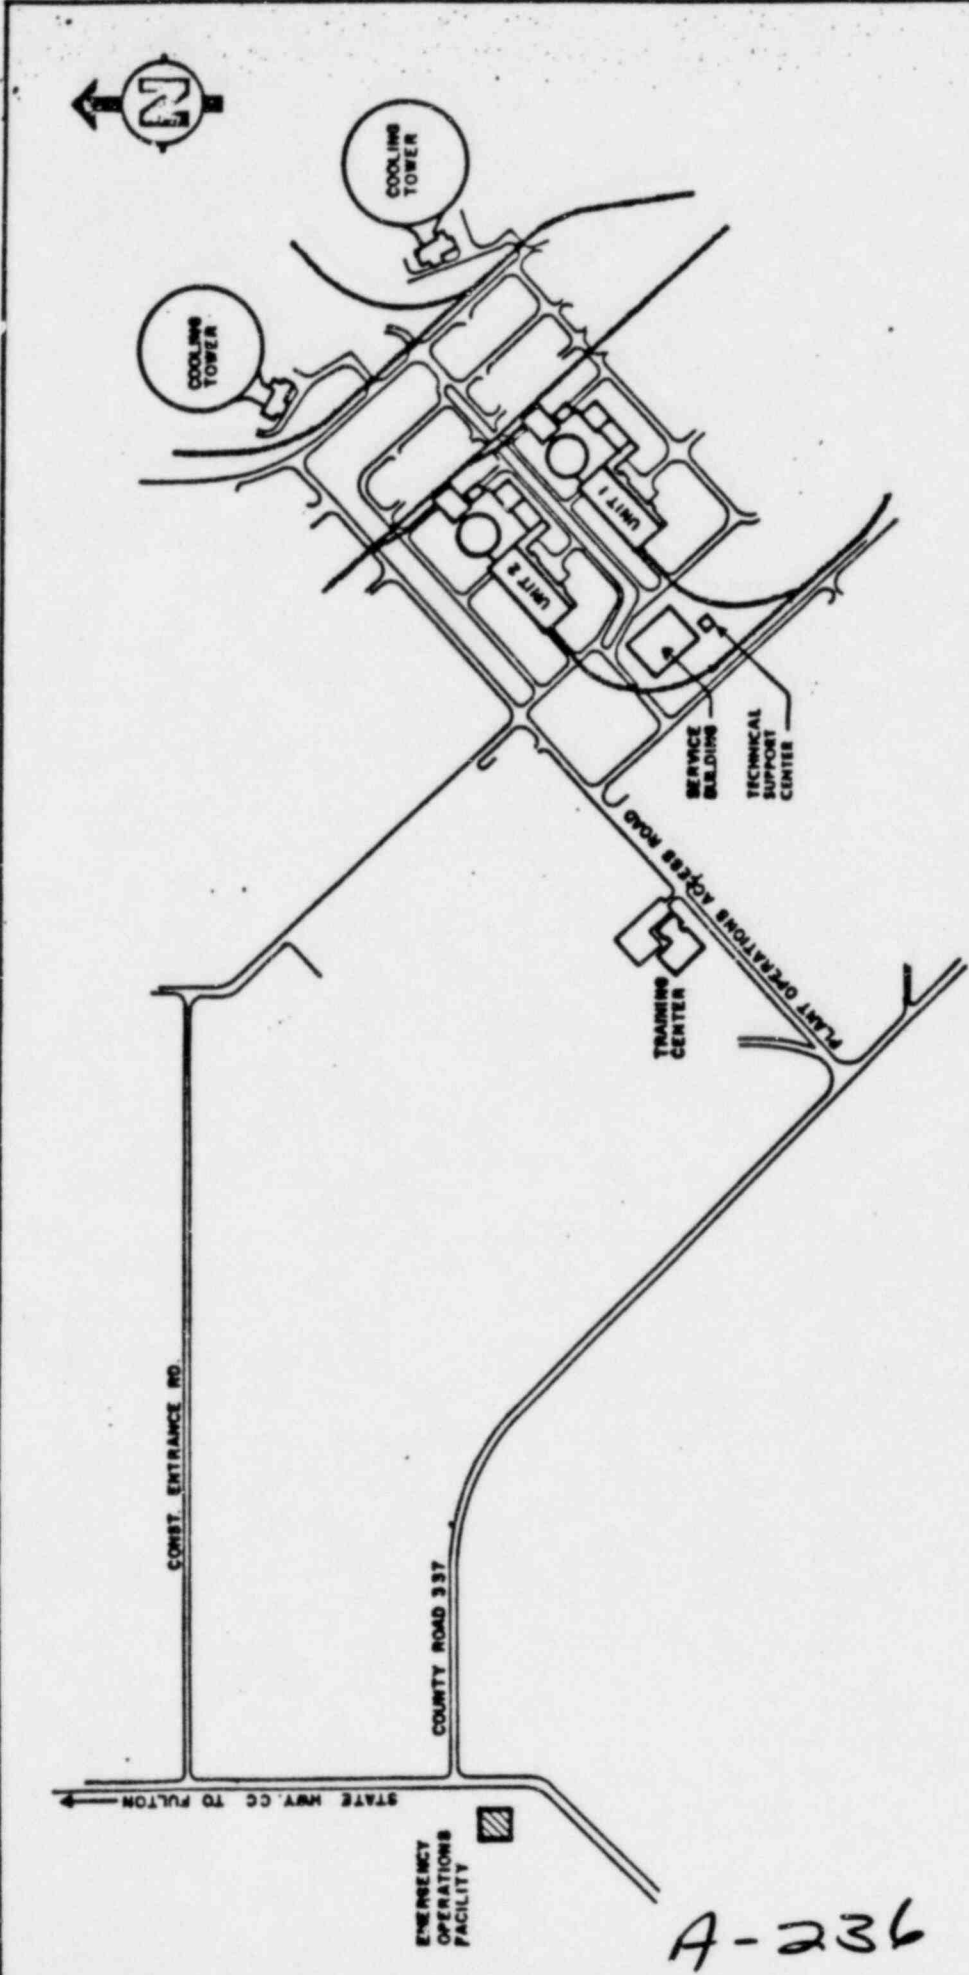 N
COOLING
TOWER
COOLING
TOWER
UNIT 1
UNIT 2
SERVICE
BUILDING
TECHNICAL
SUPPORT
CENTER
PLANT OPERATIONS ACCESS ROAD
TRAINING
CENTER
CONST. ENTRANCE RD.
COUNTY ROAD 337
STATE HWY. CC TO FULTON
EMERGENCY
OPERATIONS
FACILITY
A-236